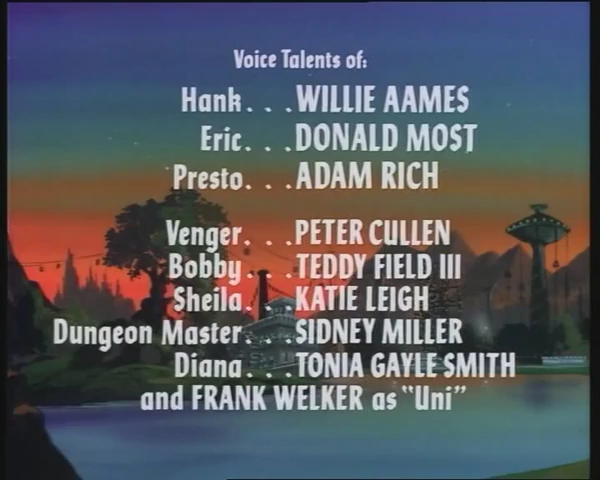 Voice Talents of:
Hank. . .WILLIE AAMES
Eric. . .DONALD MOST
Presto. . .ADAM RICH
Venger. . .PETER CULLEN
Bobby. . .TEDDY FIELD III
Sheila. . . KATIE LEIGH
Dungeon Master. . .SIDNEY MILLER
Diana. . .TONIA GAYLE SMITH
and FRANK WELKER as "Uni"